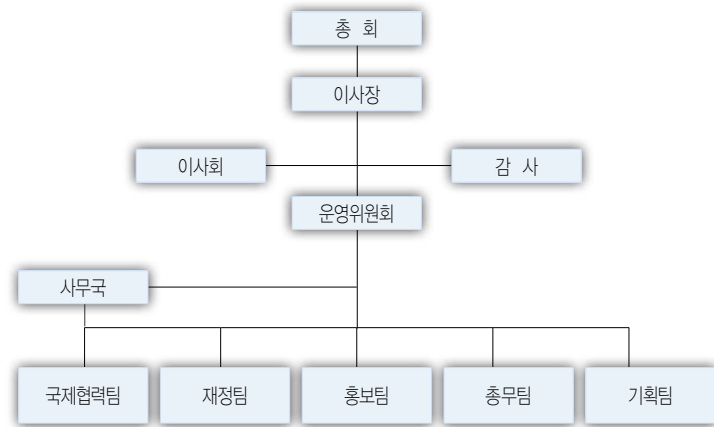 총 회
이사장
이사회
감 사
운영위원회
사무국
국제협력팀
재정팀
홍보팀
총무팀
기획팀